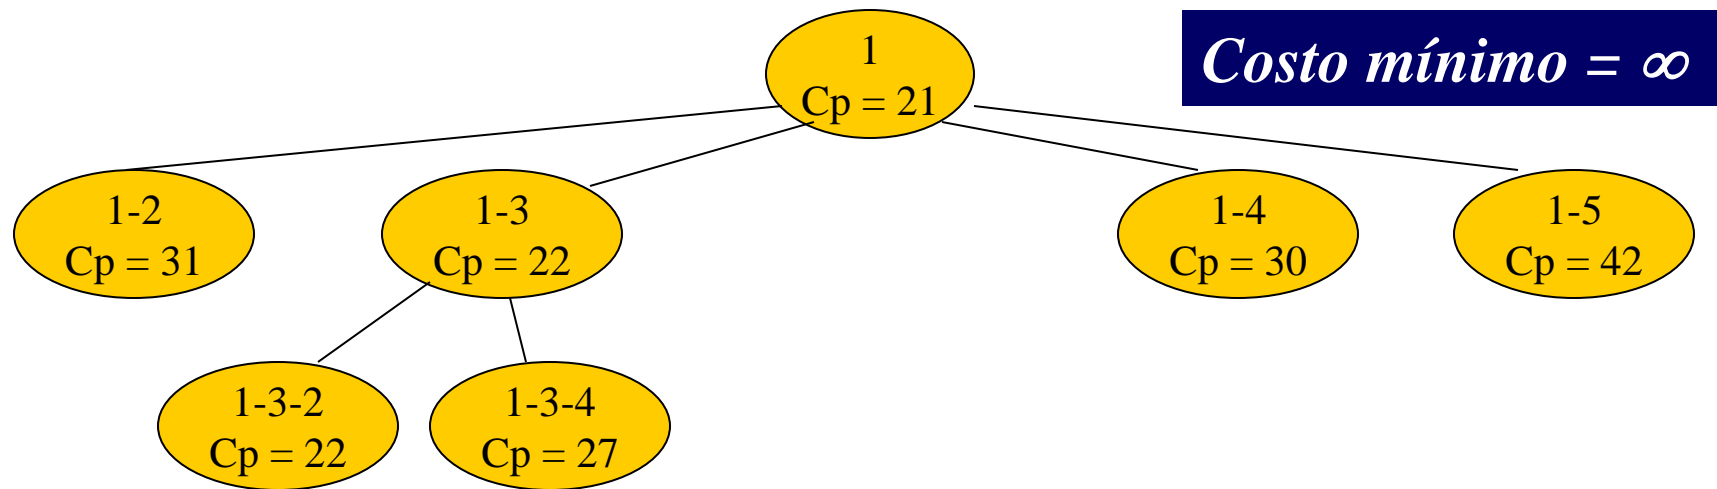 1
Cp = 21
Costo mínimo = ∞
1-2
Cp = 31
1-3
Cp = 22
1-4
Cp = 30
1-5
Cp = 42
1-3-2
Cp = 22
1-3-4
Cp = 27